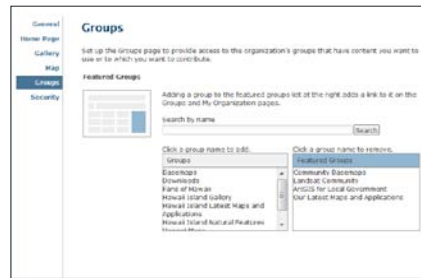 General
Home Page
Gallery
Map
Groups
Security
Groups
Set up the Groups page to provide access to the organization's groups that have content you want to
use or to which you want to contribute.
Featured Groups
Adding a group to the featured groups list at the right adds a link to it on the
Groups and My Organization pages.
Search by name
Search
Click a group name to add.
Groups
Basemaps
Downloads
Fans of Hawaii
Hawaii Island Gallery
Hawaii Island Latest Maps and
Applications
Hawaii Island Natural Features
Click a group name to remove.
Featured Groups
Community Basemaps
Landsat Community
ArcGIS for Local Government
Our Latest Maps and Applications